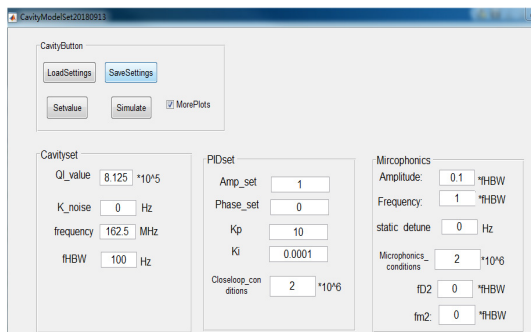 CavityModelSet20180913
CavityButton
LoadSettings SaveSettings
Setvalue Simulate MorePlots
Cavityset
Ql_value 8.125 *10^5
K_noise 0 Hz
frequency 162.5 MHz
fHBW 100 Hz
PIDset
Amp_set 1
Phase_set 0
Kp 10
Ki 0.0001
Closeloop_con
ditions 2 *10^6
Mircophonics
Amplitude: 0.1 *fHBW
Frequency: 1 *fHBW
static detune 0 Hz
Microphonics_
conditions 2 *10^6
fD2 0 *fHBW
fm2: 0 *fHBW